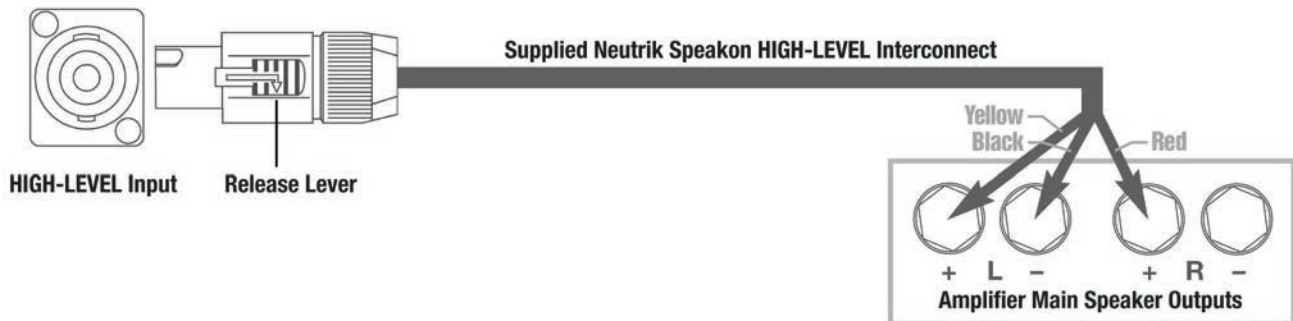 Supplied Neutrik Speakon HIGH-LEVEL Interconnect
HIGH-LEVEL Input
Release Lever
Yellow
Black
Red
+ L - + R -
Amplifier Main Speaker Outputs